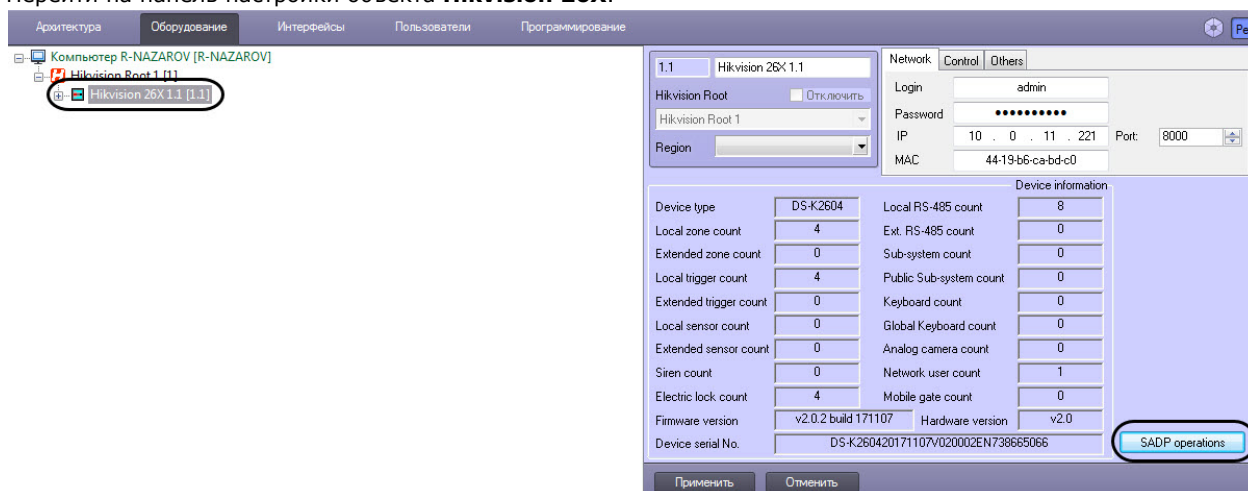 Перейти на панель настройки объекта Hikvision 26X.
Архитектура Оборудование Интерфейсы Пользователи Программирование
Компьютер R-NAZAROV [R-NAZAROV]
Hikvision Root 1 [1]
Hikvision 26X 1.1 [1.1]
1.1 Hikvision 26X 1.1
Hikvision Root Отключить
Hikvision Root 1
Region
Network Control Others
Login admin
Password ••••••••••
IP 10 . 0 . 11 . 221 Port: 8000
MAC 44-19-b6-ca-bd-c0
Device information
Device type DS-K2604 Local RS-485 count 8
Local zone count 4 Ext. RS-485 count 0
Extended zone count 0 Sub-system count 0
Local trigger count 4 Public Sub-system count 0
Extended trigger count 0 Keyboard count 0
Local sensor count 0 Global Keyboard count 0
Extended sensor count 0 Analog camera count 0
Siren count 0 Network user count 1
Electric lock count 4 Mobile gate count 0
Firmware version v2.0.2 build 171107 Hardware version v2.0
Device serial No. DS-K260420171107V020002EN738665066 SADP operations
Применить Отменить